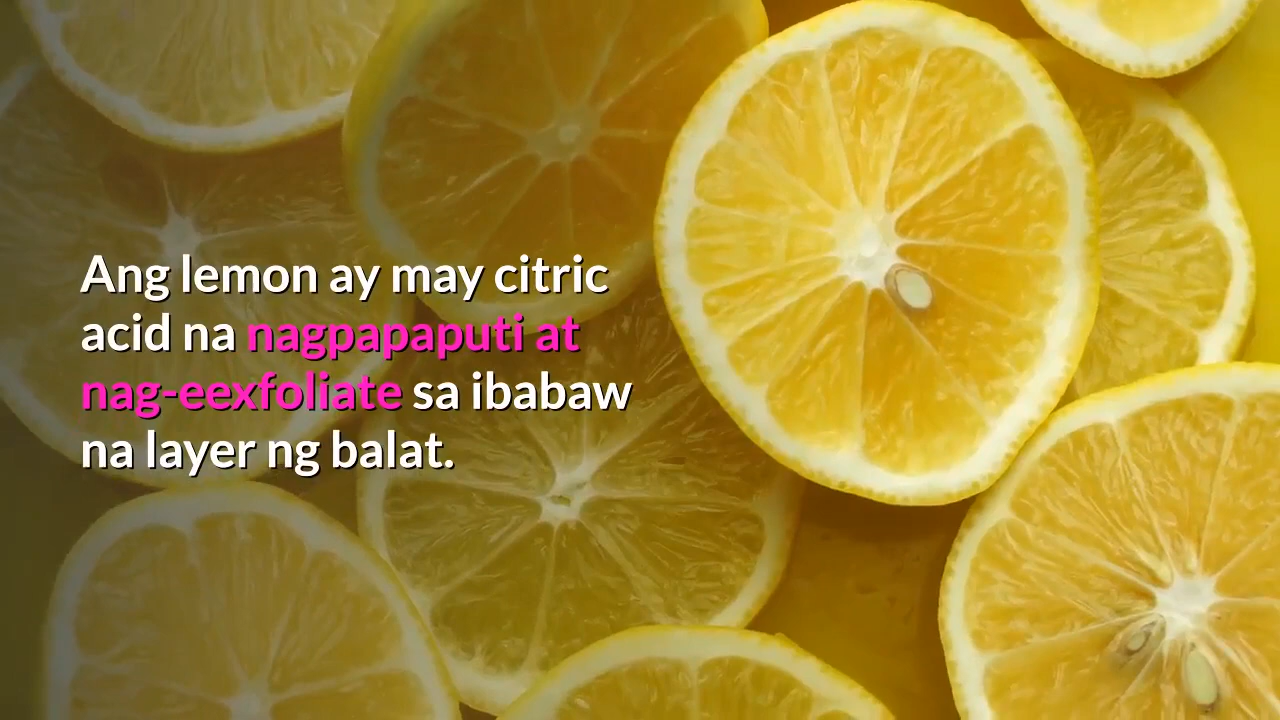 Ang lemon ay may citric
acid na nagpapaputi at
nag-eexfoliate sa ibabaw
na layer ng balat.